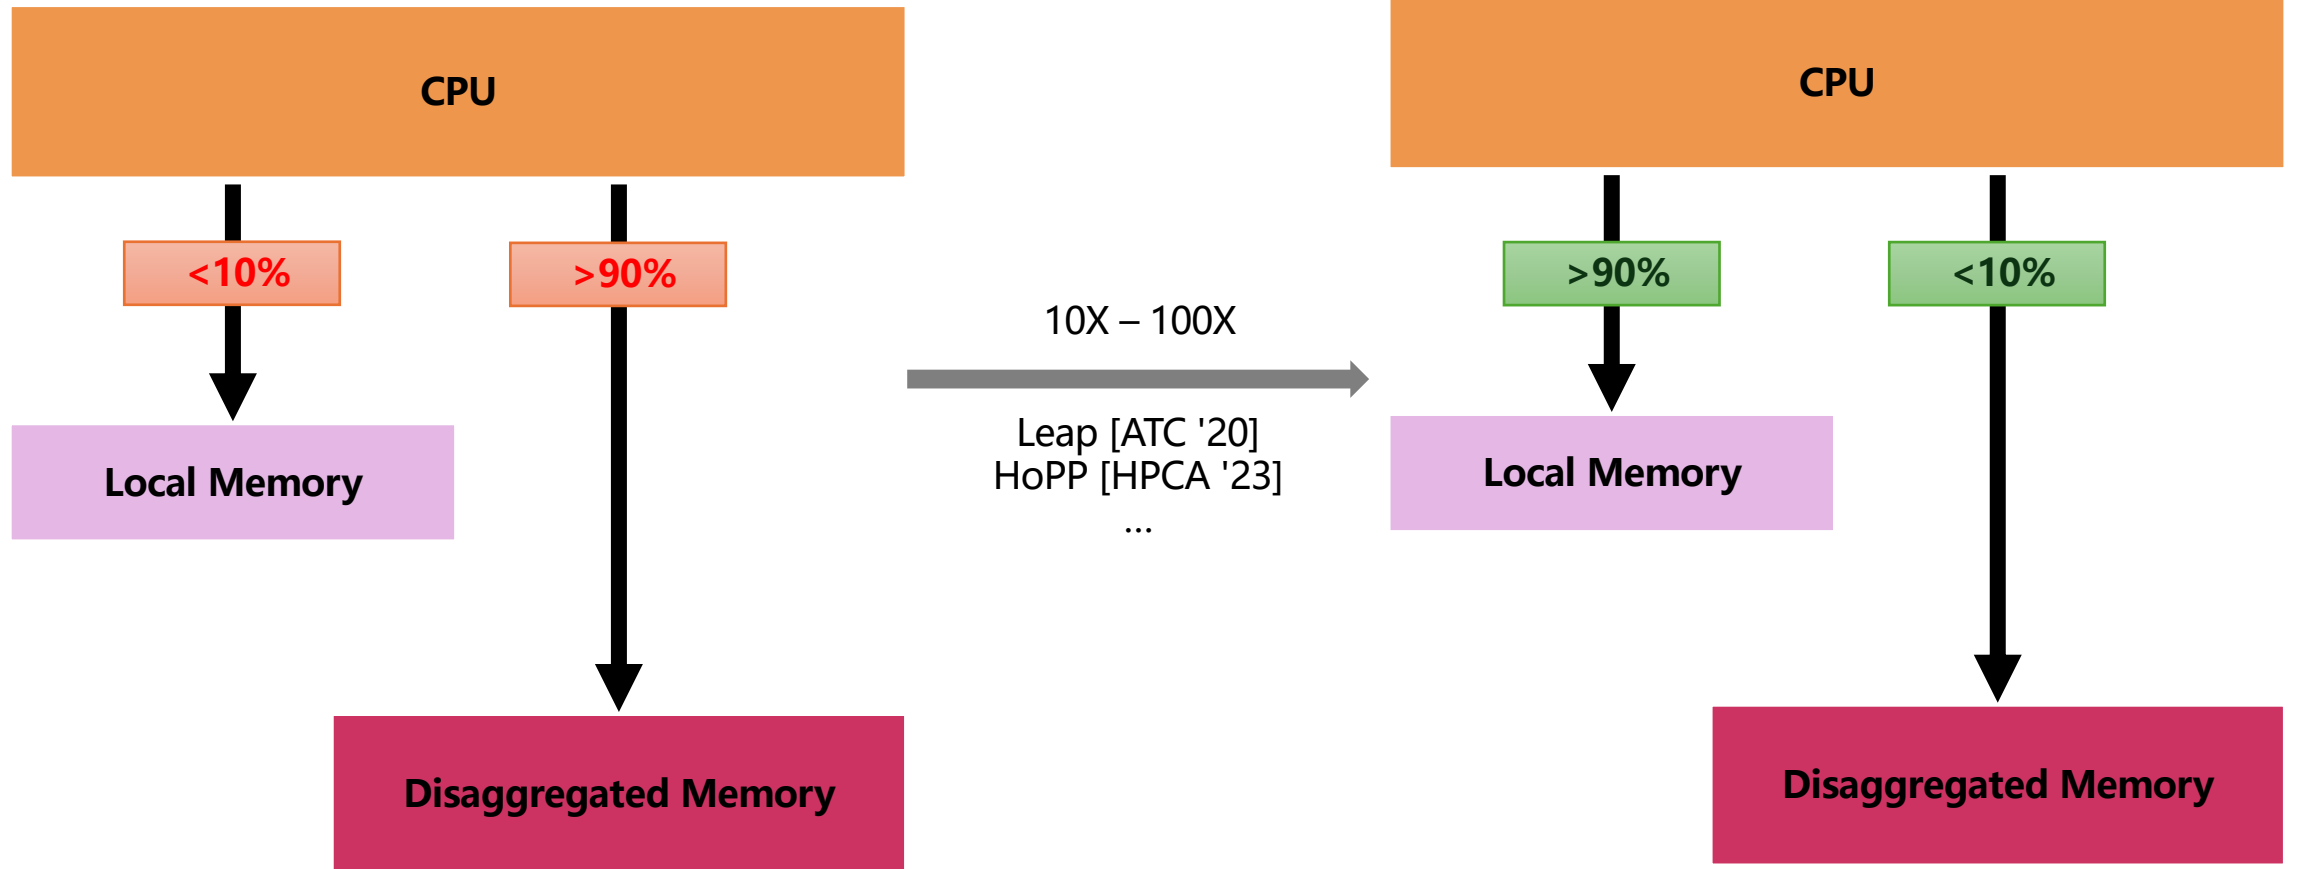 CPU
<10%
>90%
Local Memory
Disaggregated Memory
10X – 100X
Leap [ATC '20]
HoPP [HPCA '23]
...
CPU
>90%
<10%
Local Memory
Disaggregated Memory